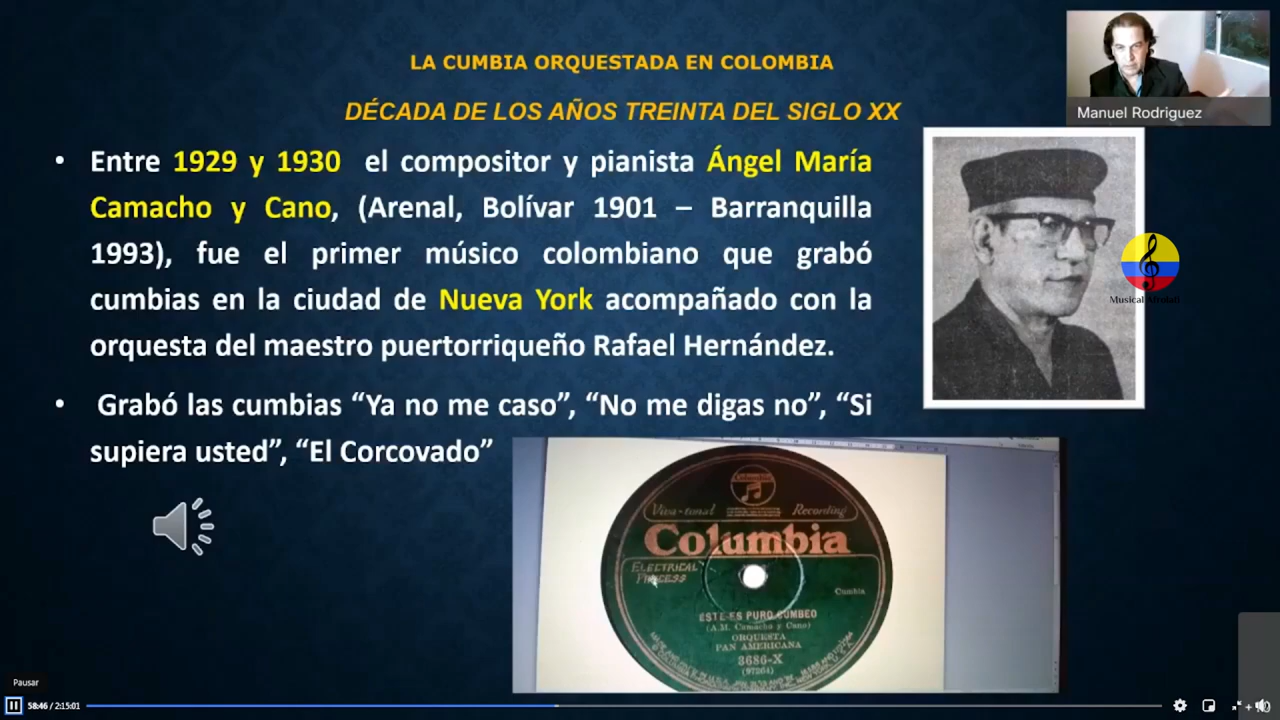 LA CUMBIA ORQUESTADA EN COLOMBIA
DÉCADA DE LOS AÑOS TREINTA DEL SIGLO XX
Manuel Rodriguez
• Entre 1929 y 1930 el compositor y pianista Ángel María
Camacho y Cano, (Arenal, Bolívar 1901 – Barranquilla
1993), fue el primer músico colombiano que grabó
cumbias en la ciudad de Nueva York acompañado con la
orquesta del maestro puertorriqueño Rafael Hernández.
• Grabó las cumbias “Ya no me caso”, “No me digas no”, “Si
supiera usted”, “El Corcovado”
Viva-tonal Recording
Columbia
ELECTRICAL
PROCESS
Cumbia
ESTE ES PURO CUMBEO
(A.M. Camacho y Cano)
ORQUESTA
PAN AMERICANA
3686-X
(97264)
Pausar
58:46 / 2:15:01